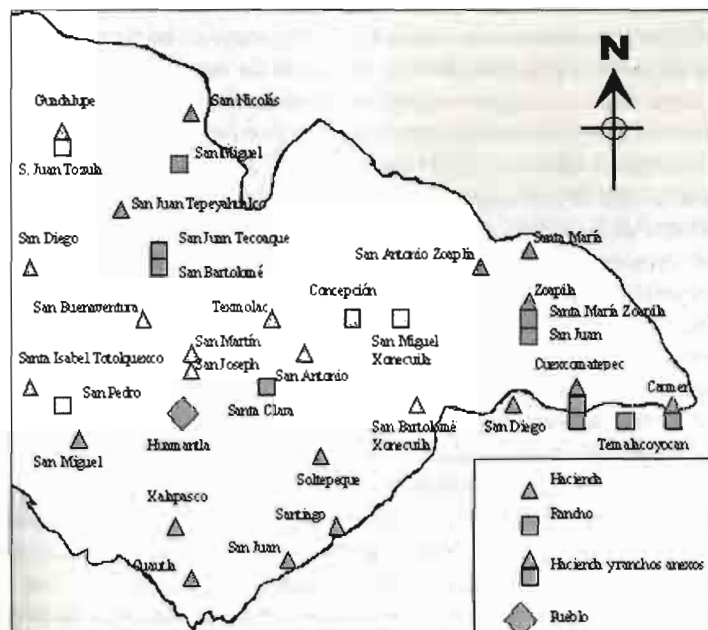 N
Guadalupe
San Nicolás
S. Juan Tozuh
San Miguel
San Juan Tepeyahualco
San Juan Tecoaque
San Bartolomé
San Diego
San Antonio Zoapila
Santa María
Zoapila
Santa María Zoapila
San Juan
San Buenaventura
Texmolac
Concepción
San Miguel
Xonecuila
San Martín
San Joseph
San Antonio
Santa Isabel Totolquexco
San Pedro
Santa Clara
Cuexcomatepec
Carmen
San Bartolomé
Xonecuila
San Diego
Temalacoyocan
San Miguel
Huamantla
Soltepeque
Xalapasco
Santiago
San Juan
Cuautla
Hacienda
Rancho
Hacienda y ranchos anexos
Pueblo